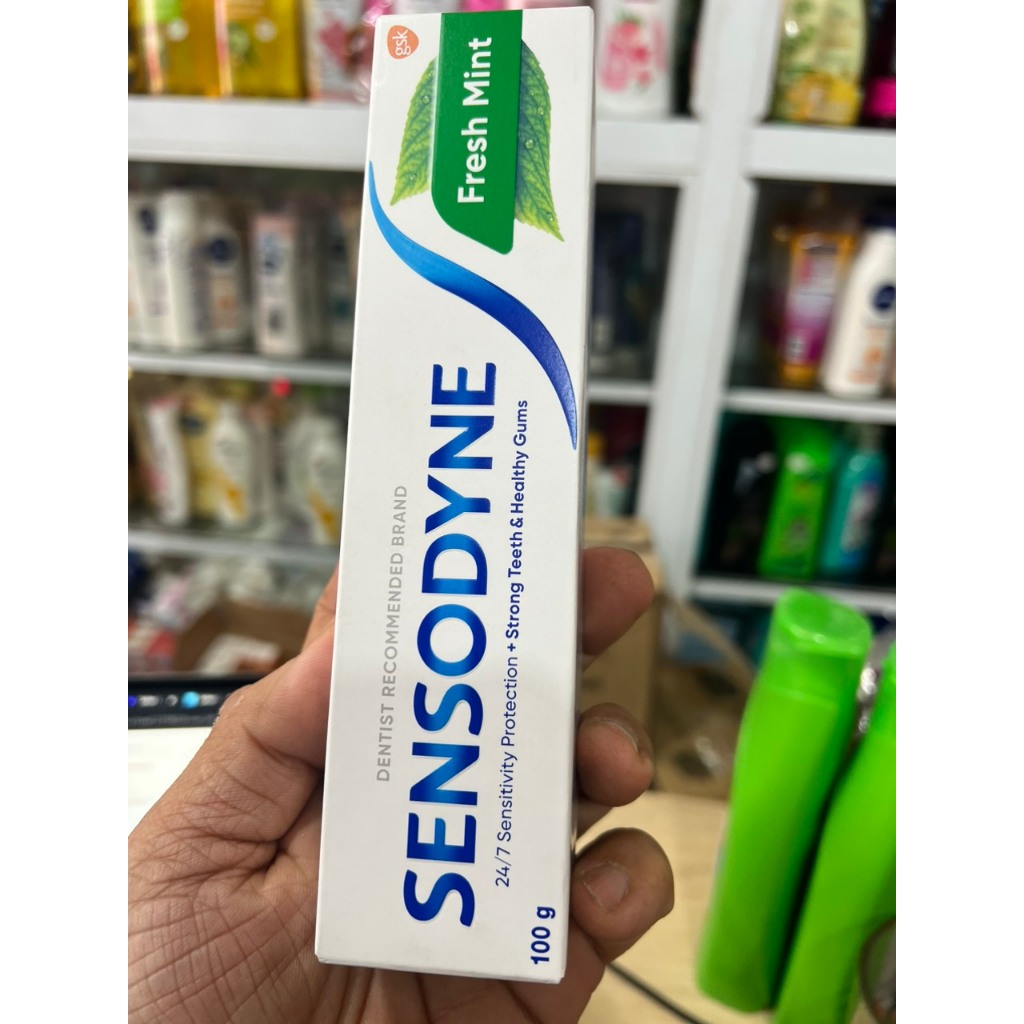 gsk
Fresh Mint
DENTIST RECOMMENDED BRAND
SENSODYNE
24/7 Sensitivity Protection + Strong Teeth & Healthy Gums
100 g